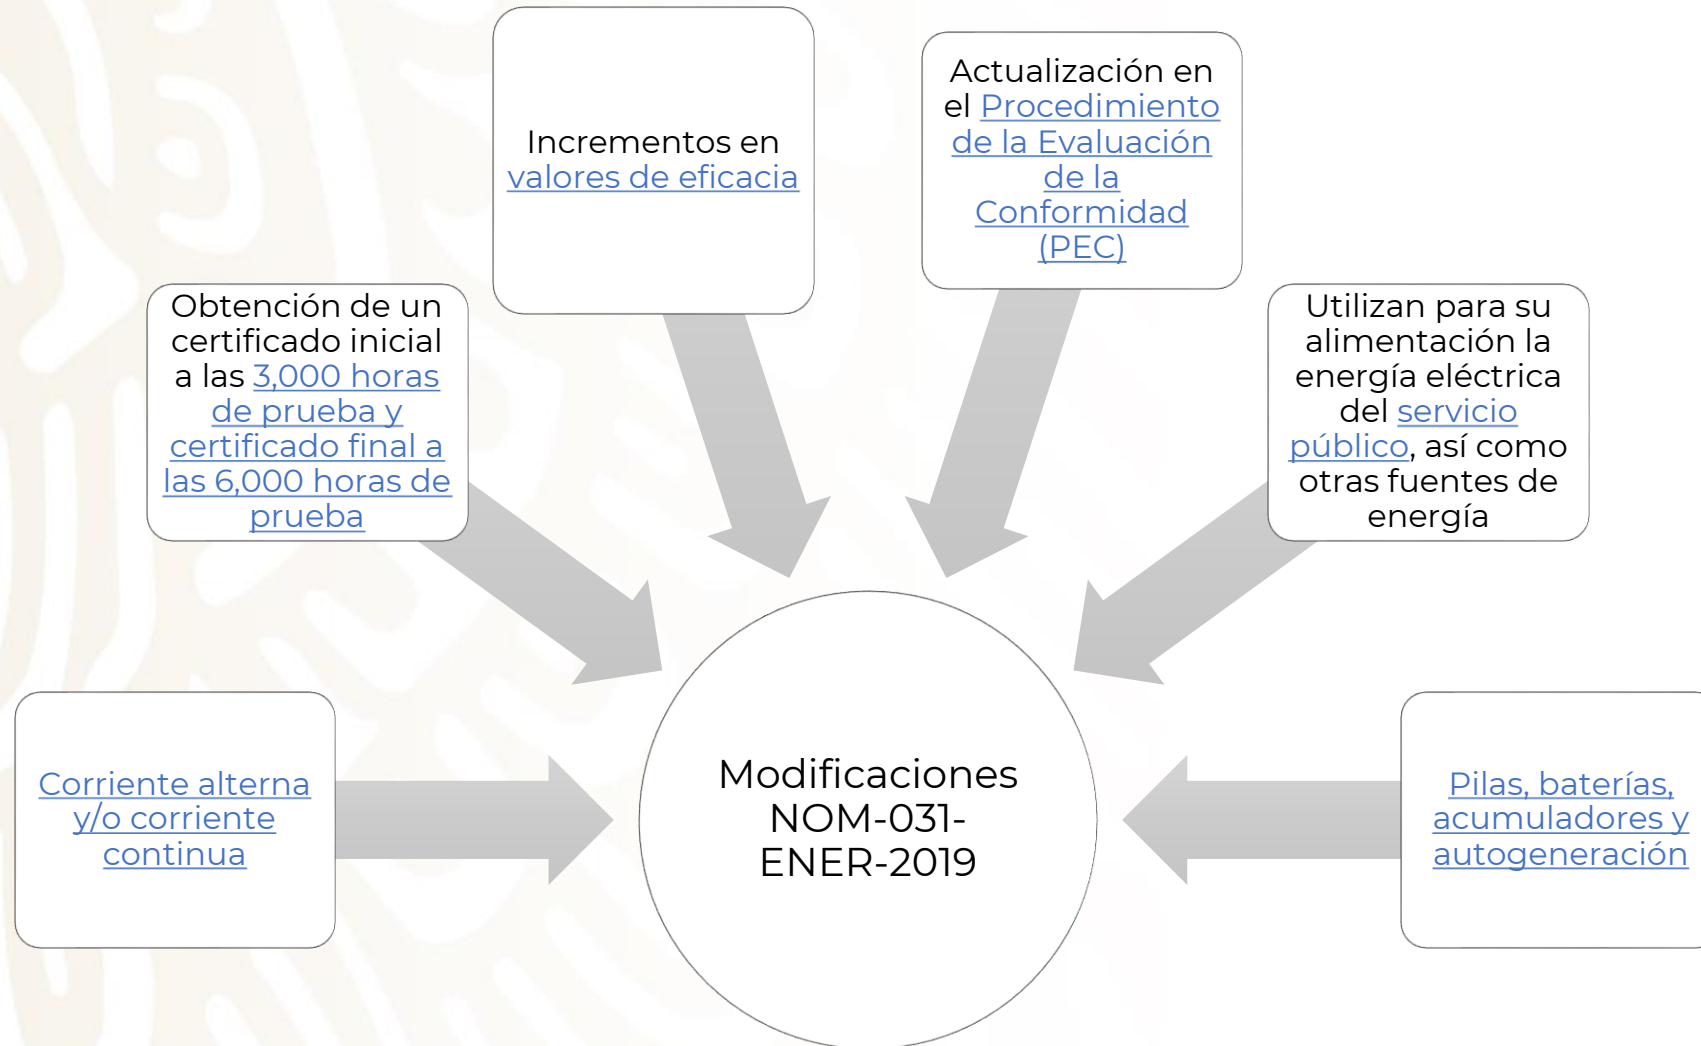 Incrementos en
valores de eficacia
Actualización en
el Procedimiento
de la Evaluación
de la
Conformidad
(PEC)
Obtención de un
certificado inicial
a las 3,000 horas
de prueba y
certificado final a
las 6,000 horas de
prueba
Utilizan para su
alimentación la
energía eléctrica
del servicio
público, así como
otras fuentes de
energía
Corriente alterna
y/o corriente
continua
Modificaciones
NOM-031-
ENER-2019
Pilas, baterías,
acumuladores y
autogeneración